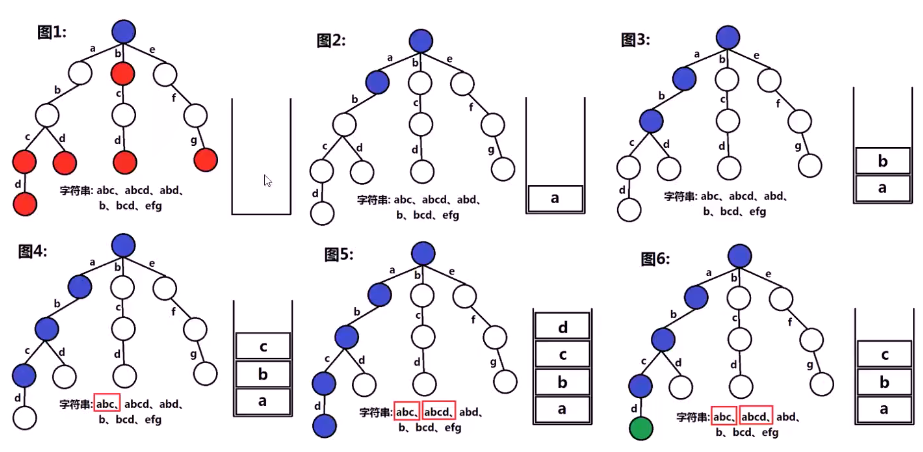 图1:
a
b
e
b
c
f
c
d
d
g
d
字符串: abc、abcd、abd、
b、bcd、efg
图2:
a
b
e
b
c
f
c
d
d
g
d
字符串: abc、abcd、abd、
b、bcd、efg
a
图3:
a
b
e
b
c
f
c
d
d
g
d
字符串: abc、abcd、abd、
b、bcd、efg
b
a
图4:
a
b
e
b
c
f
c
d
d
g
d
字符串: abc、abcd、abd、
b、bcd、efg
c
b
a
图5:
a
b
e
b
c
f
c
d
d
g
d
字符串: abc、abcd、abd、
b、bcd、efg
d
c
b
a
图6:
a
b
e
b
c
f
c
d
d
g
d
字符串: abc、abcd、abd、
b、bcd、efg
c
b
a